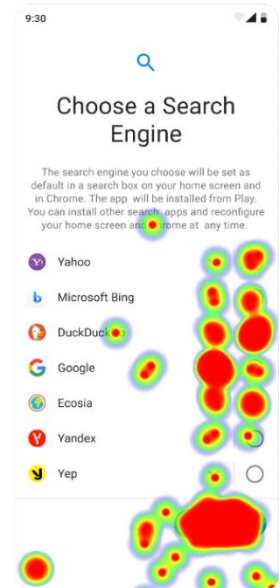 9:30
Choose a Search
Engine
The search engine you choose will be set as
default in a search box on your home screen and
in Chrome. The app will be installed from Play.
You can install other search apps and reconfigure
your home screen and at any time.
Yahoo
Microsoft Bing
Google
Ecosia
Yandex
Yep